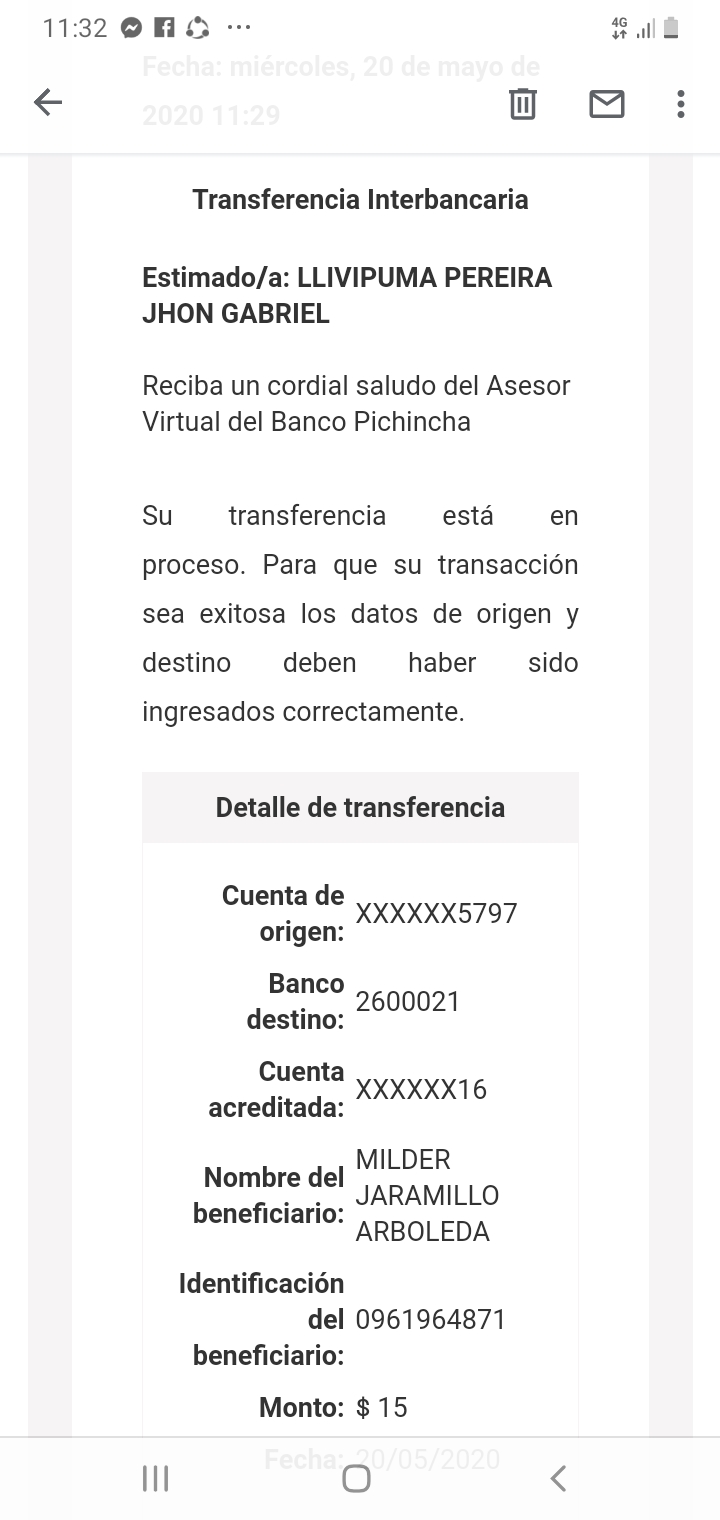 11:32
4G
Fecha: miércoles, 20 de mayo de
2020 11:29
Transferencia Interbancaria
Estimado/a: LLIVIPUMA PEREIRA
JHON GABRIEL
Reciba un cordial saludo del Asesor
Virtual del Banco Pichincha
Su transferencia está en
proceso. Para que su transacción
sea exitosa los datos de origen y
destino deben haber sido
ingresados correctamente.
Detalle de transferencia
Cuenta de
origen: XXXXXX5797
Banco
destino: 2600021
Cuenta
acreditada: XXXXXX16
Nombre del
beneficiario: MILDER
JARAMILLO
ARBOLEDA
Identificación
del
beneficiario: 0961964871
Monto: $ 15
Fecha: 20/05/2020